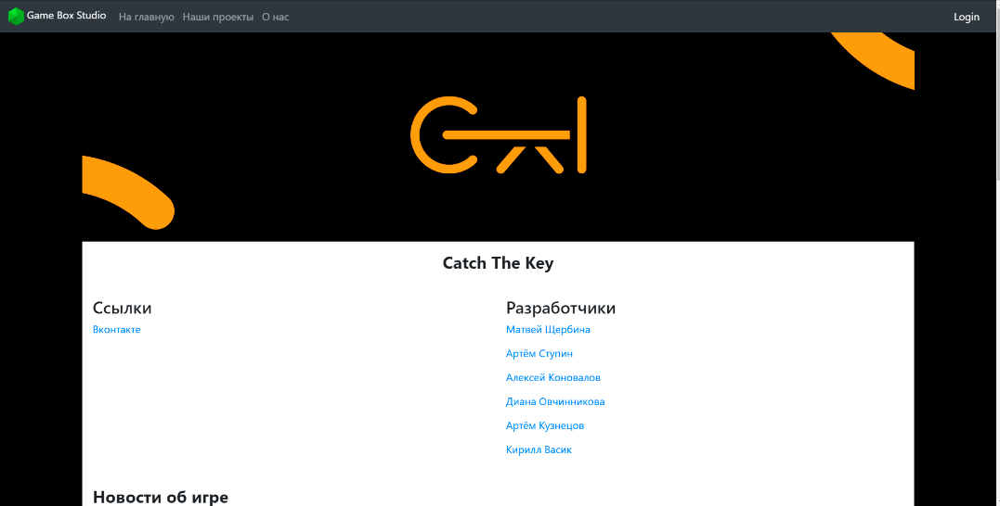 Game Box Studio На главную Наши проекты О нас Login
Catch The Key
Ссылки
Вконтакте
Разработчики
Матвей Щербина
Артём Ступин
Алексей Коновалов
Диана Овчинникова
Артём Кузнецов
Кирилл Васик
Новости об игре